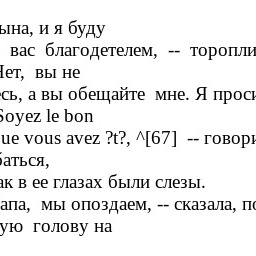 ына, и я буду
вас благодетелем, -- торопли
Нет, вы не
есь, а вы обещайте мне. Я проси
Soyez le bon
ue vous avez ?t?, ^[67] -- говори
баться,
ак в ее глазах были слезы.
апа, мы опоздаем, -- сказала, по
ую голову на